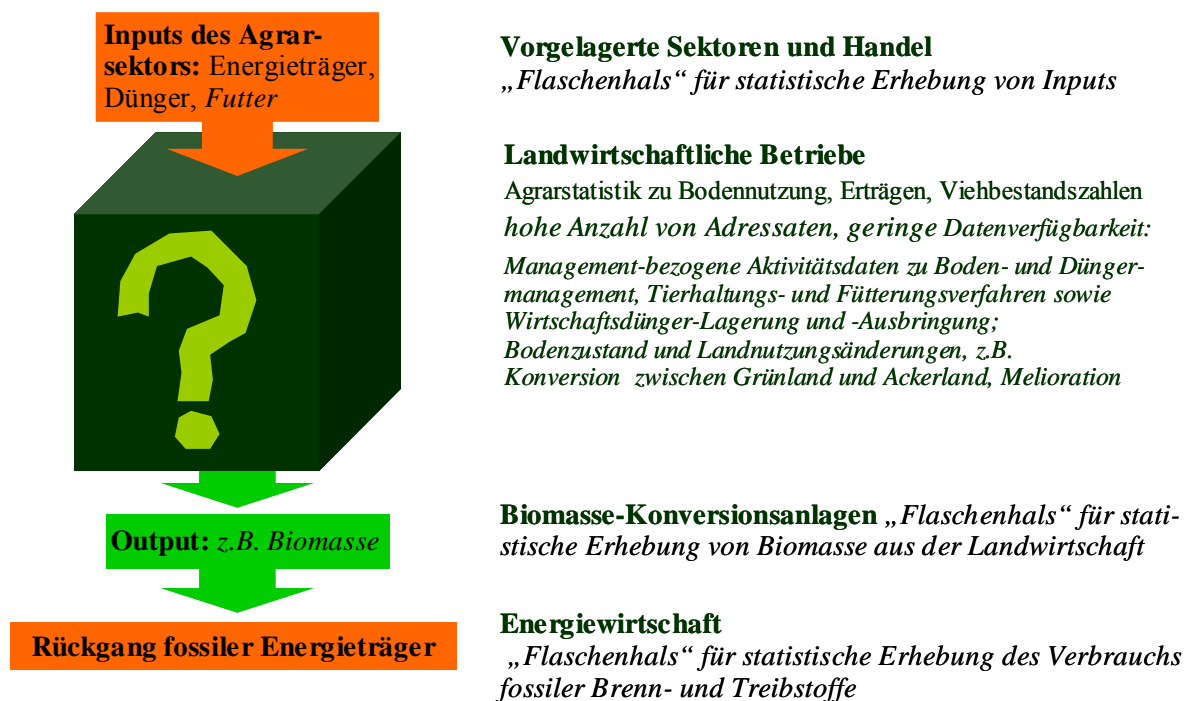 Inputs des Agrar-
sektors: Energieträger,
Dünger, Futter
Vorgelagerte Sektoren und Handel
„Flaschenhals“ für statistische Erhebung von Inputs
Landwirtschaftliche Betriebe
Agrarstatistik zu Bodennutzung, Erträgen, Viehbestandszahlen
hohe Anzahl von Adressaten, geringe Datenverfügbarkeit:
Management-bezogene Aktivitätsdaten zu Boden- und Dünger-
management, Tierhaltungs- und Fütterungsverfahren sowie
Wirtschaftsdünger-Lagerung und -Ausbringung;
Bodenzustand und Landnutzungsänderungen, z.B.
Konversion zwischen Grünland und Ackerland, Melioration
?
Output: z.B. Biomasse
Biomasse-Konversionsanlagen „Flaschenhals“ für stati-
stische Erhebung von Biomasse aus der Landwirtschaft
Rückgang fossiler Energieträger
Energiewirtschaft
„Flaschenhals“ für statistische Erhebung des Verbrauchs
fossiler Brenn- und Treibstoffe